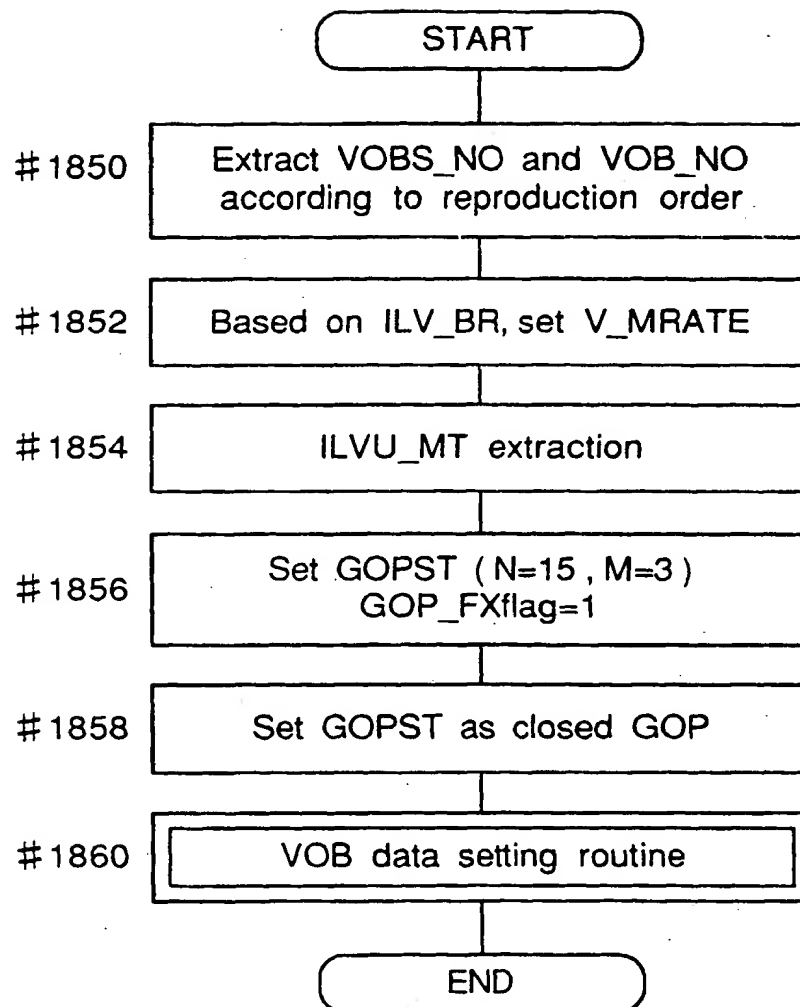 START
#1850
Extract VOBS_NO and VOB_NO
according to reproduction order
#1852
Based on ILV_BR, set V_MRATE
#1854
ILVU_MT extraction
#1856
Set GOPST (N=15, M=3)
GOP_FXflag=1
#1858
Set GOPST as closed GOP
#1860
VOB data setting routine
END